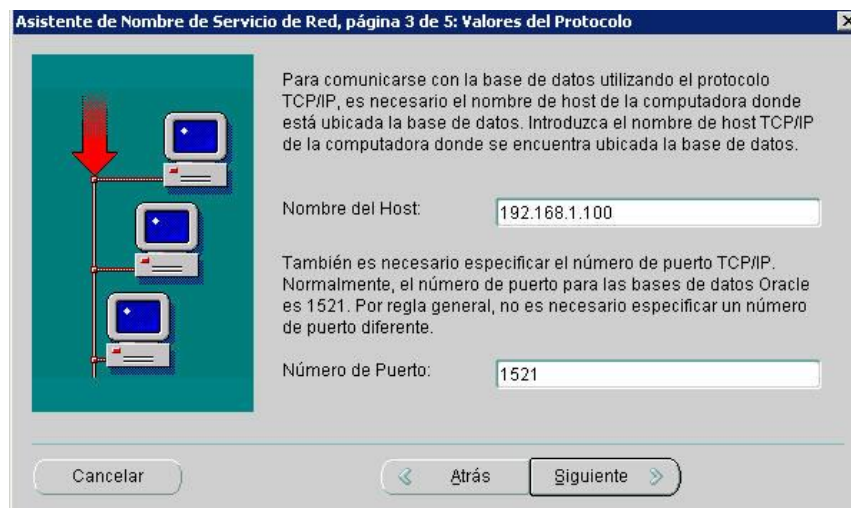 Asistente de Nombre de Servicio de Red, página 3 de 5: Valores del Protocolo
Para comunicarse con la base de datos utilizando el protocolo
TCP/IP, es necesario el nombre de host de la computadora donde
está ubicada la base de datos. Introduzca el nombre de host TCP/IP
de la computadora donde se encuentra ubicada la base de datos.
Nombre del Host:
192.168.1.100
También es necesario especificar el número de puerto TCP/IP.
Normalmente, el número de puerto para las bases de datos Oracle
es 1521. Por regla general, no es necesario especificar un número
de puerto diferente.
Número de Puerto:
1521
Cancelar
Atrás
Siguiente